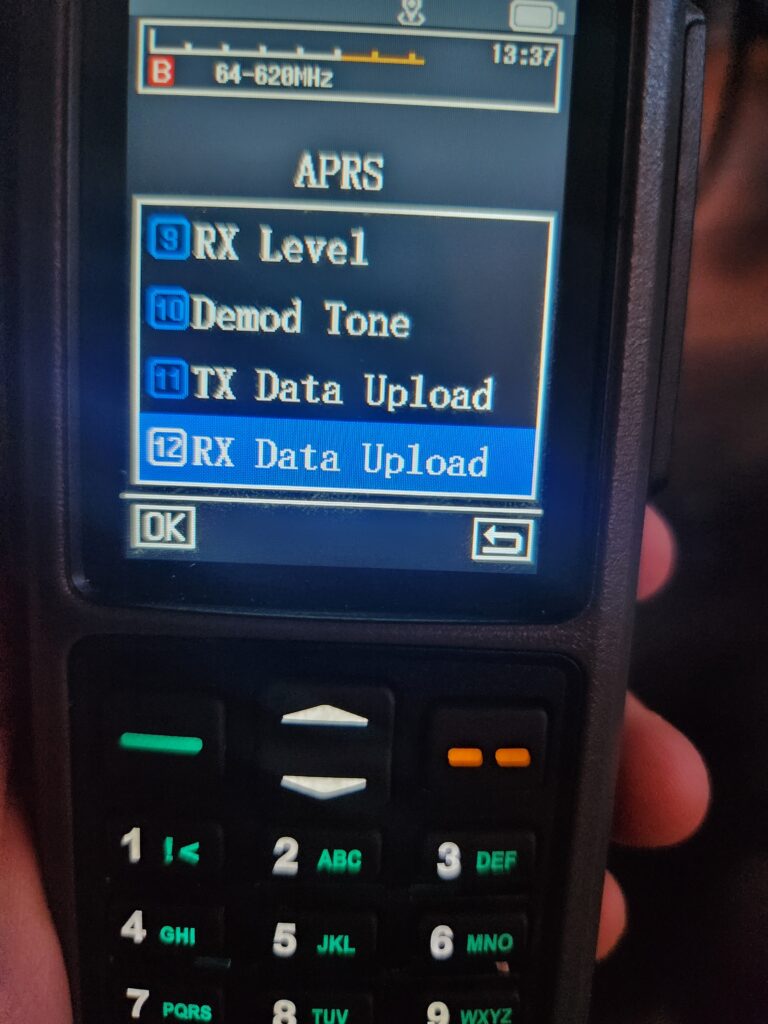 13:37
B 64-620MHz
APRS
9 RX Level
10 Demod Tone
11 TX Data Upload
12 RX Data Upload
OK
1 !< 2 ABC 3 DEF
4 GHI 5 JKL 6 MNO
7 PQRS 8 TUV 9 WXYZ